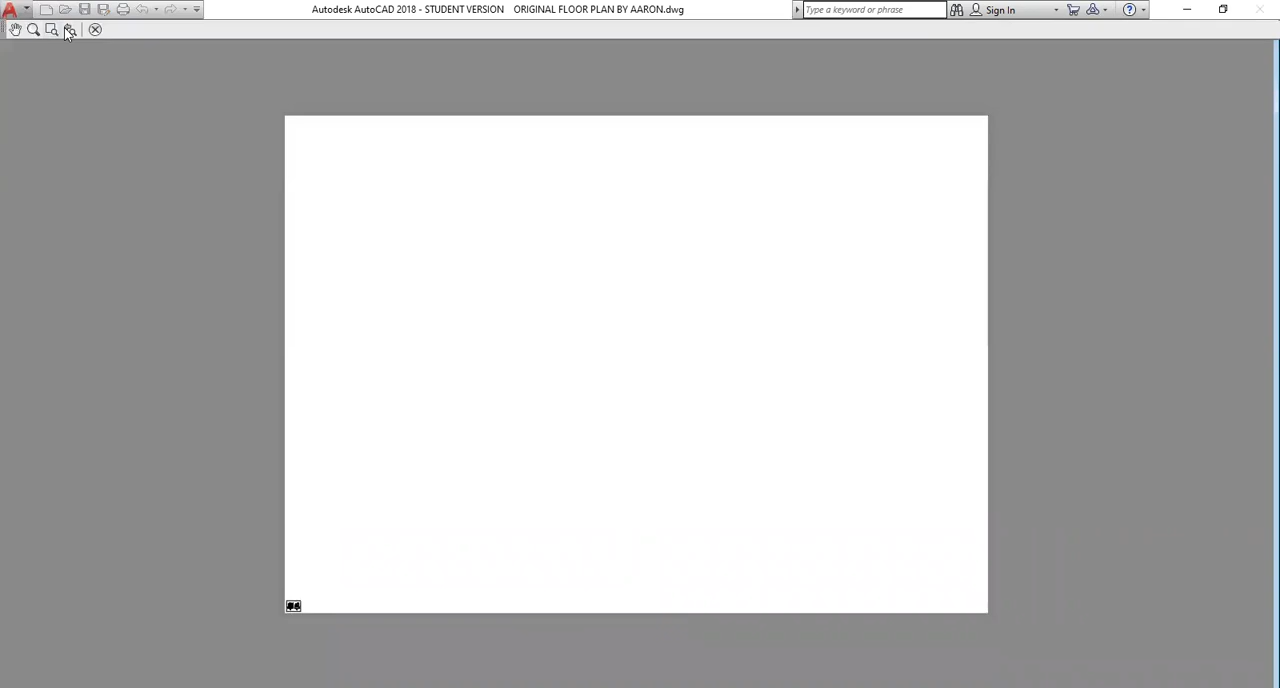 Autodesk AutoCAD 2018 - STUDENT VERSION ORIGINAL FLOOR PLAN BY AARON.dwg
Type a keyword or phrase
Sign In